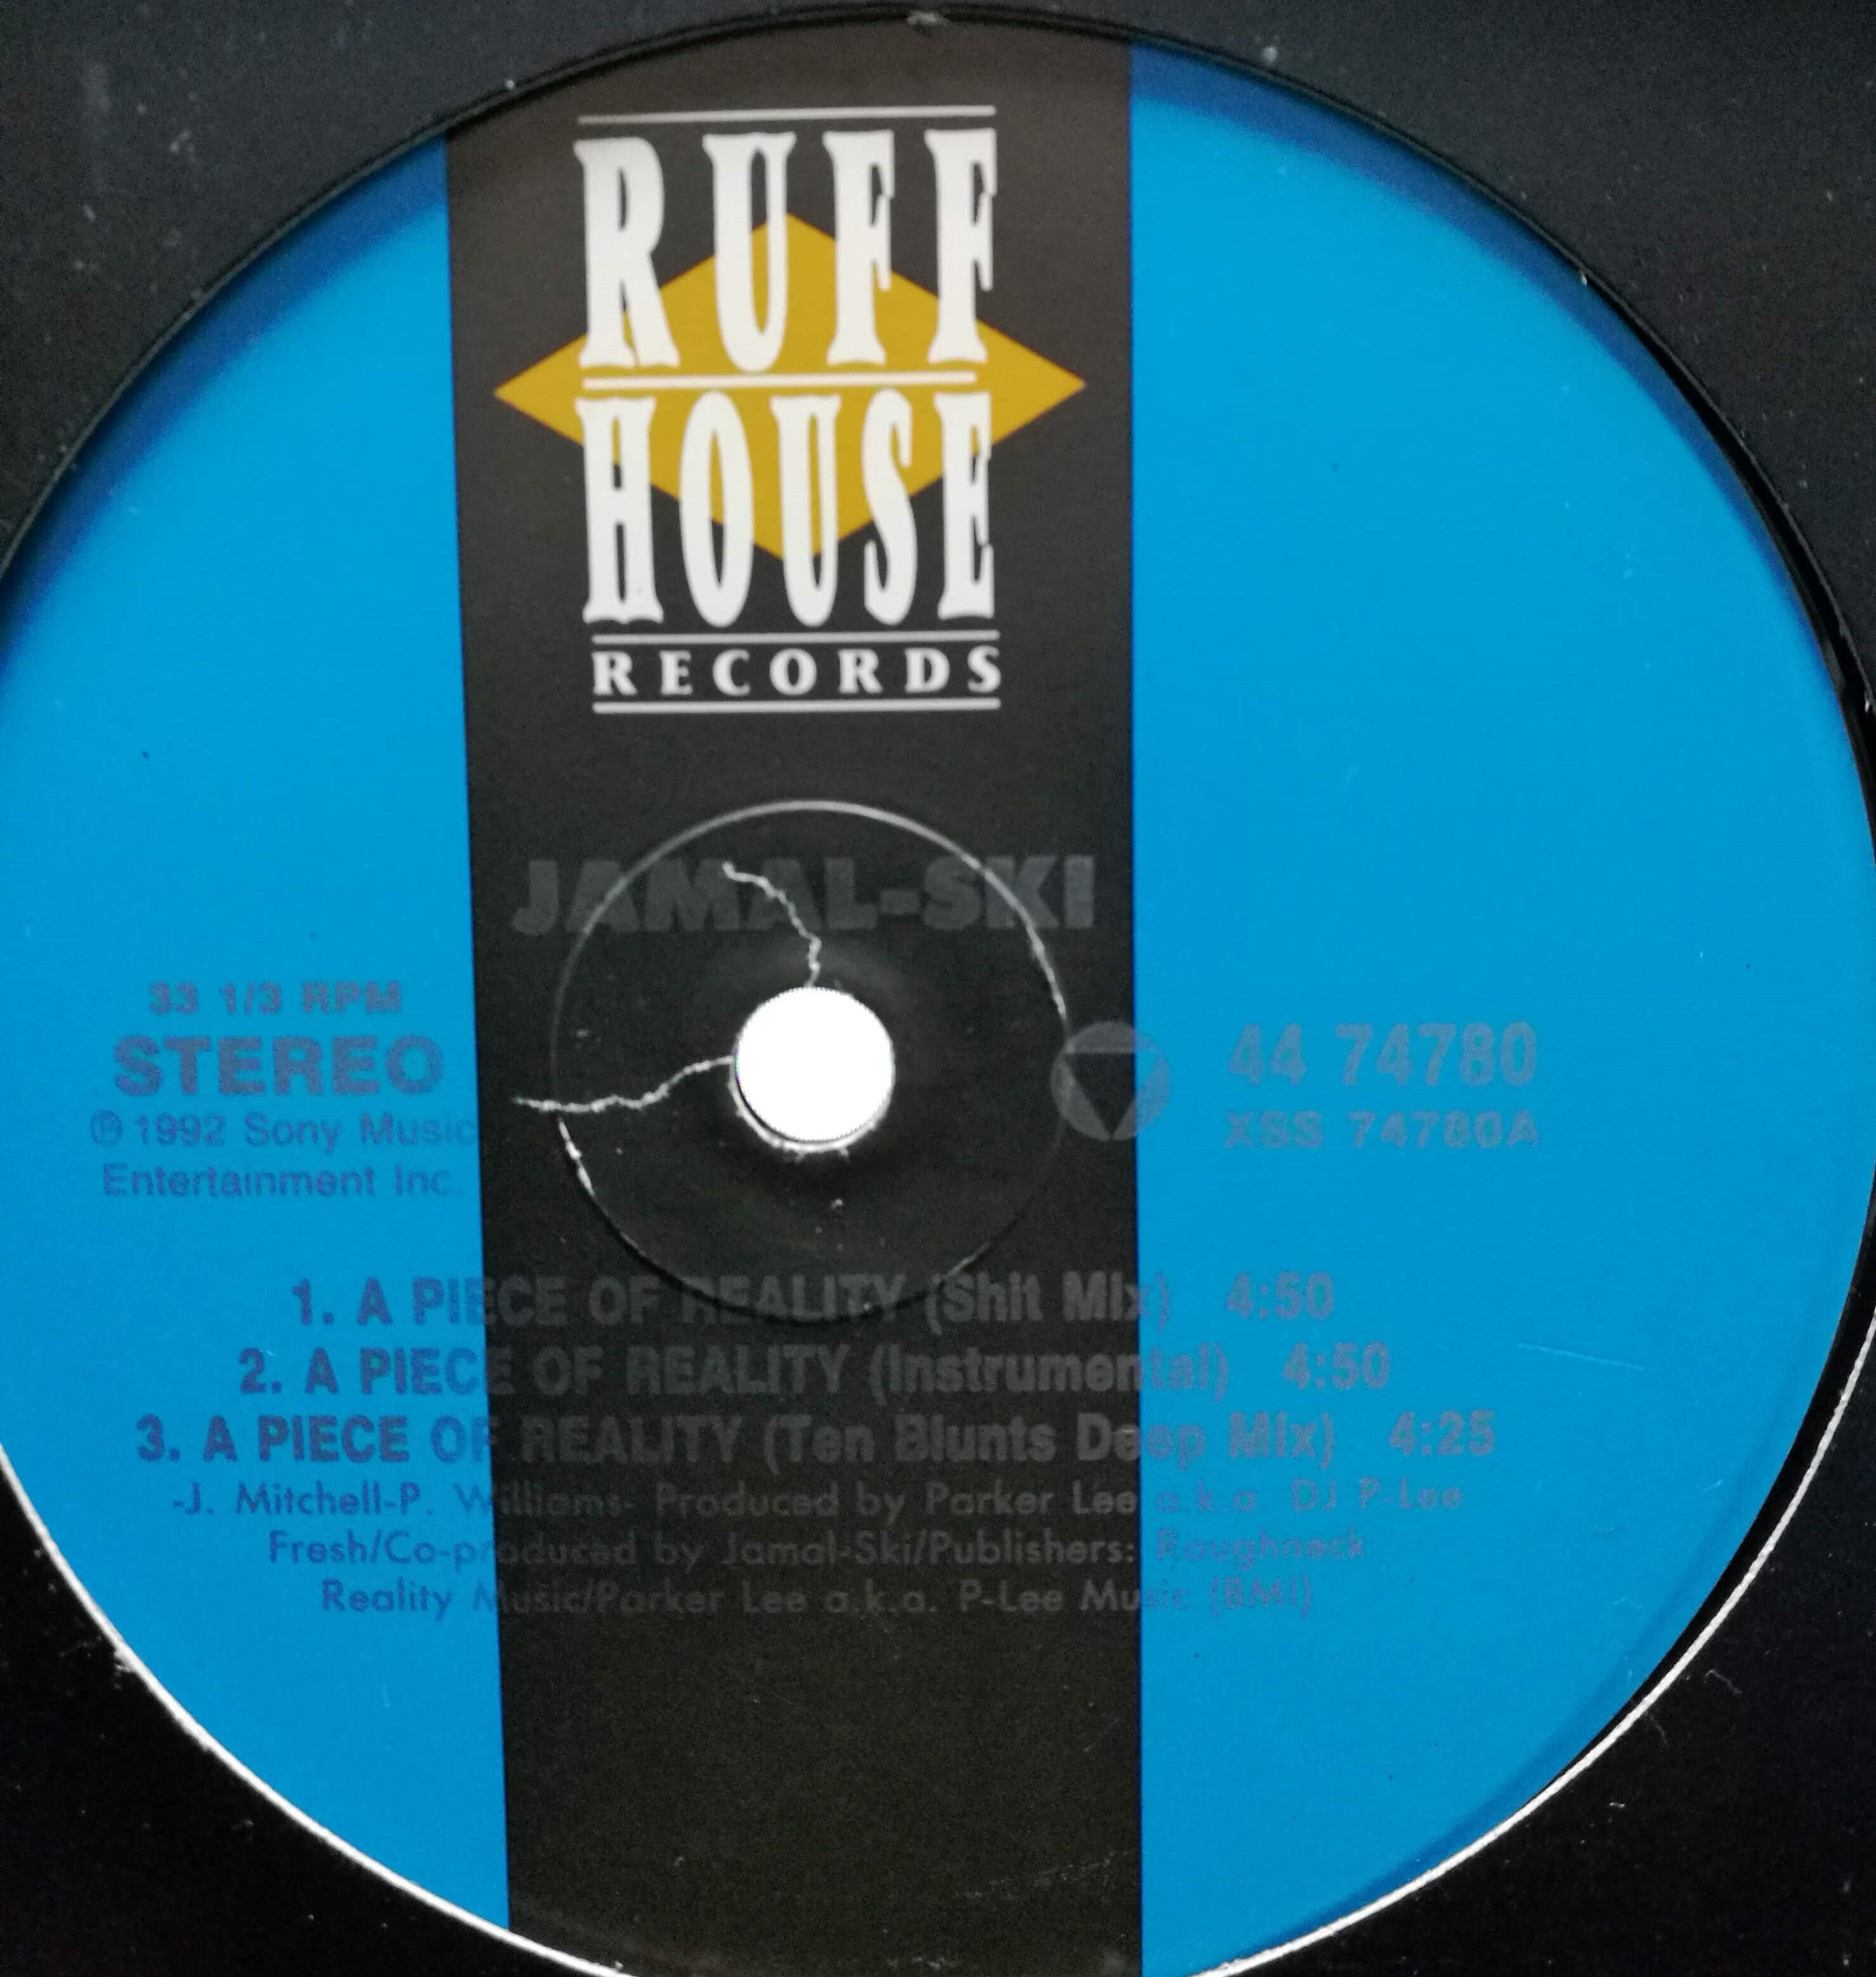 RUFF
HOUSE
RECORDS
JAMAL-SKI
33 1/3 RPM
STEREO
℗ 1992 Sony Music
Entertainment Inc.
44 74780
XSS 74780A
1. A PIECE OF REALITY (Shit Mix) 4:50
2. A PIECE OF REALITY (Instrumental) 4:50
3. A PIECE OF REALITY (Ten Blunts Deep Mix) 4:25
-J. Mitchell-P. Williams- Produced by Parker Lee a.k.a. DJ P-Lee
Fresh/Co-produced by Jamal-Ski/Publishers: Roughneck
Reality Music/Parker Lee a.k.a. P-Lee Music (BMI)